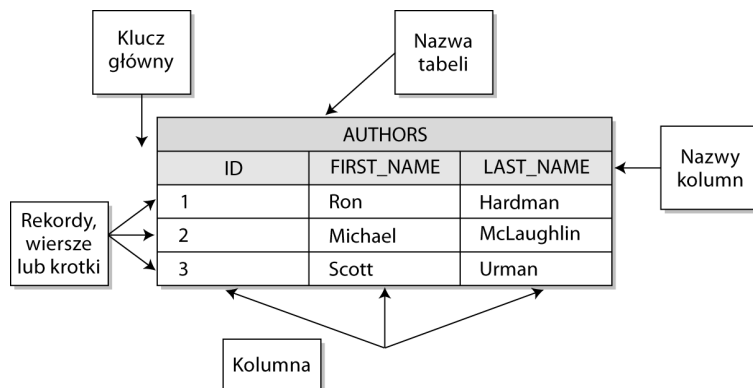 Klucz
główny
Nazwa
tabeli
AUTHORS
ID FIRST_NAME LAST_NAME
Nazwy
kolumn
1 Ron Hardman
2 Michael McLaughlin
3 Scott Urman
Rekordy,
wiersze
lub krotki
Kolumna